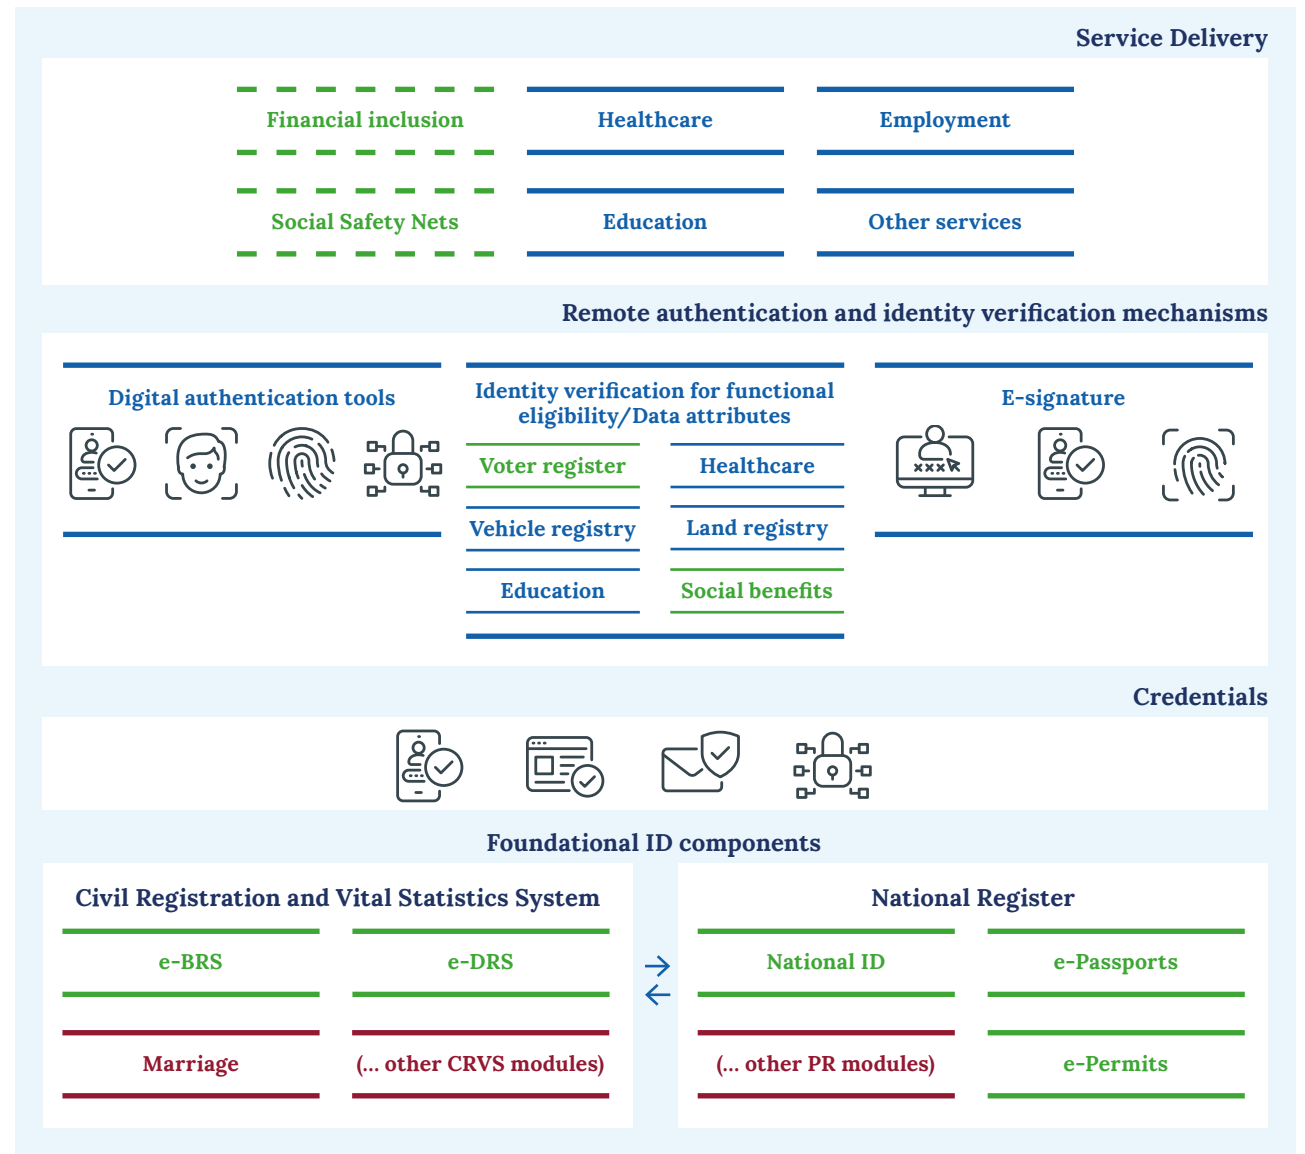 Service Delivery
Financial inclusion
Healthcare
Employment
Social Safety Nets
Education
Other services
Remote authentication and identity verification mechanisms
Digital authentication tools
Identity verification for functional
eligibility/Data attributes
Voter register
Healthcare
Vehicle registry
Land registry
Education
Social benefits
E-signature
Credentials
Foundational ID components
Civil Registration and Vital Statistics System
e-BRS
e-DRS
Marriage
(... other CRVS modules)
National Register
National ID
e-Passports
(... other PR modules)
e-Permits